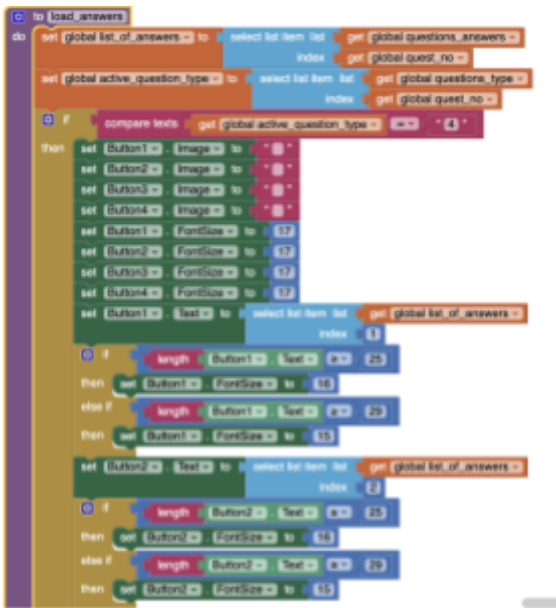 to load_answers
do set global list_of_answers to select list item list get global questions_answers
index get global quest_no
set global active_question_type to select list item list get global questions_type
index get global quest_no
if compare texts get global active_question_type = " 4 "
then set Button1 . Image to " "
set Button2 . Image to " "
set Button3 . Image to " "
set Button4 . Image to " "
set Button1 . FontSize to 17
set Button2 . FontSize to 17
set Button3 . FontSize to 17
set Button4 . FontSize to 17
set Button1 . Text to select list item list get global list_of_answers
index 1
if length Button1 . Text ≥ 25
then set Button1 . FontSize to 16
else if length Button1 . Text ≥ 29
then set Button1 . FontSize to 15
set Button2 . Text to select list item list get global list_of_answers
index 2
if length Button2 . Text ≥ 25
then set Button2 . FontSize to 16
else if length Button2 . Text ≥ 29
then set Button2 . FontSize to 15